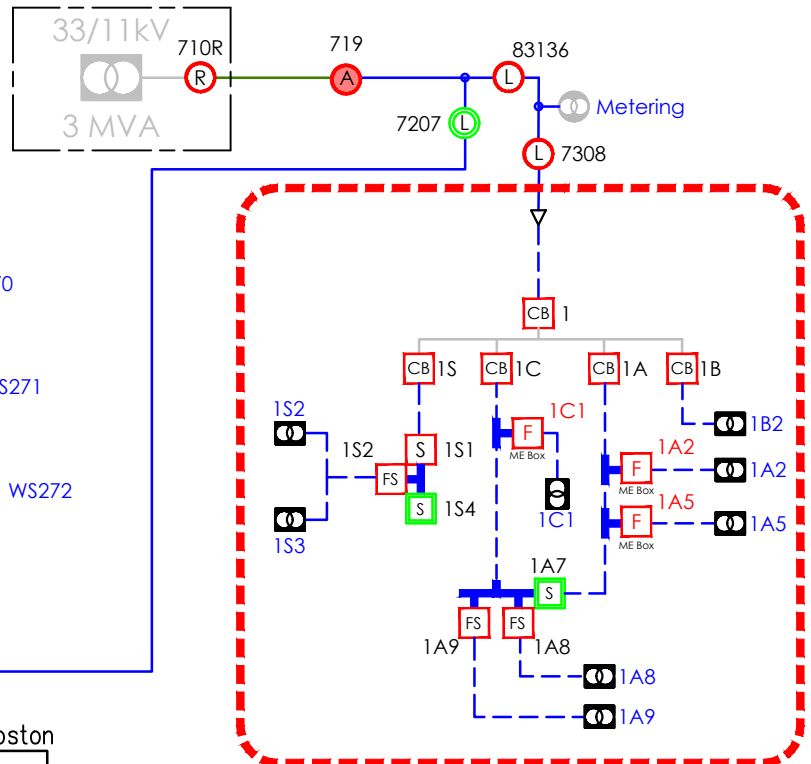 33/11kV
710R
719
83136
R
A
L
Metering
3 MVA
7207
L
L
7308
CB
1
S271
CB
1S
CB
1C
CB
1A
CB
1B
1S2
1C1
1B2
F
ME Box
1S2
S
1S1
1A2
FS
F
1A2
ME Box
WS272
S
1S4
1C1
1A5
1S3
F
1A5
ME Box
1A7
S
FS
FS
1A9
1A8
1A8
1A9